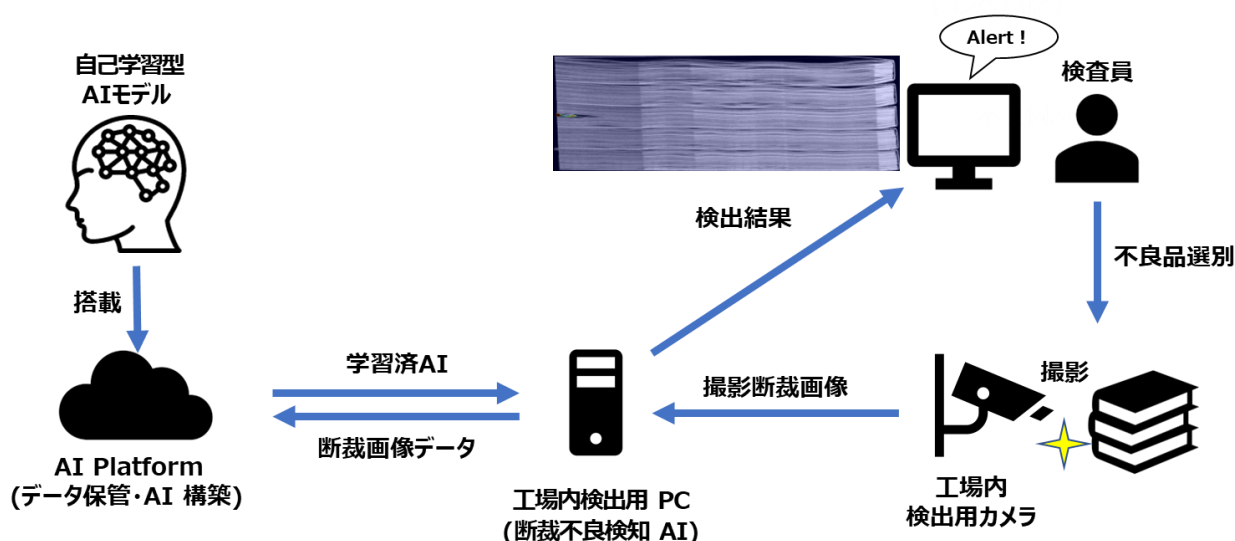 Alert !
自己学習型
AIモデル
検査員
検出結果
不良品選別
搭載
学習済AI
撮影断裁画像
撮影
断裁画像データ
AI Platform
(データ保管・AI 構築)
工場内検出用 PC
(断裁不良検知 AI)
工場内
検出用カメラ